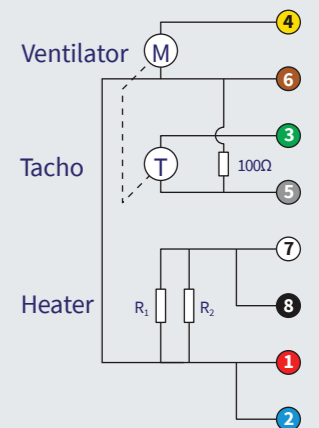 4
Ventilator M
6
3
Tacho T 100Ω
5
7
Heater R₁ R₂ 8
1
2